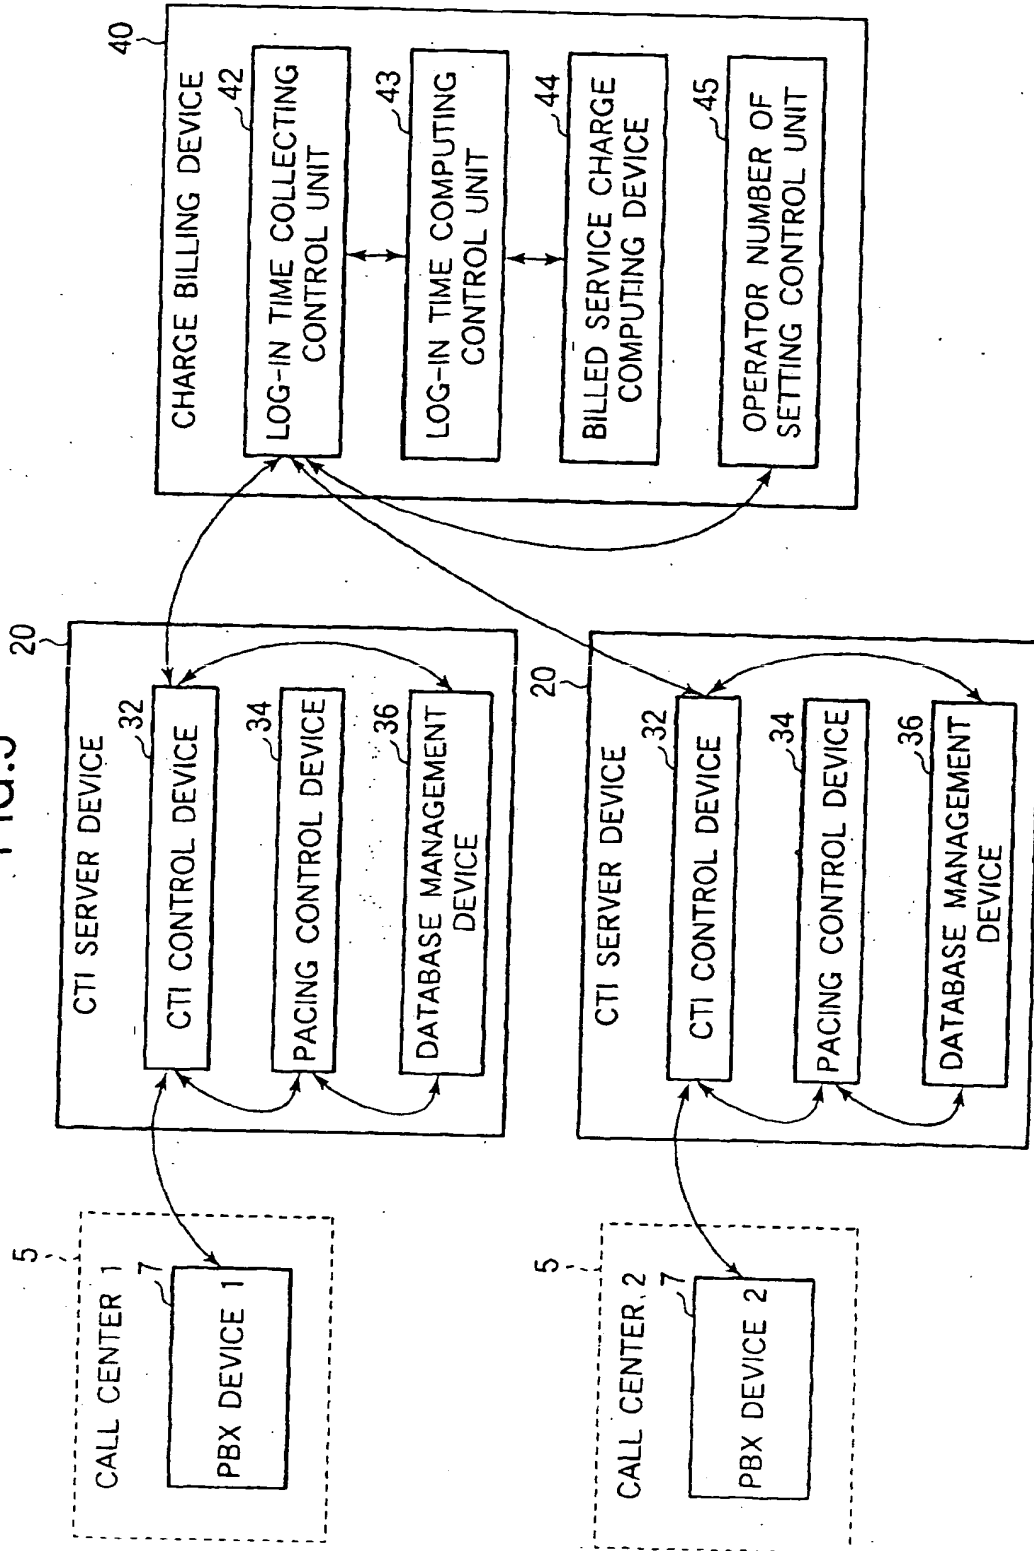 CALL CENTER 1
5
PBX DEVICE 1
7
CTI SERVER DEVICE
20
CTI CONTROL DEVICE
32
PACING CONTROL DEVICE
34
DATABASE MANAGEMENT
DEVICE
36
CALL CENTER 2
5
PBX DEVICE 2
7
CTI SERVER DEVICE
20
CTI CONTROL DEVICE
32
PACING CONTROL DEVICE
34
DATABASE MANAGEMENT
DEVICE
36
CHARGE BILLING DEVICE
40
LOG-IN TIME COLLECTING
CONTROL UNIT
42
LOG-IN TIME COMPUTING
CONTROL UNIT
43
BILLED SERVICE CHARGE
COMPUTING DEVICE
44
OPERATOR NUMBER OF
SETTING CONTROL UNIT
45